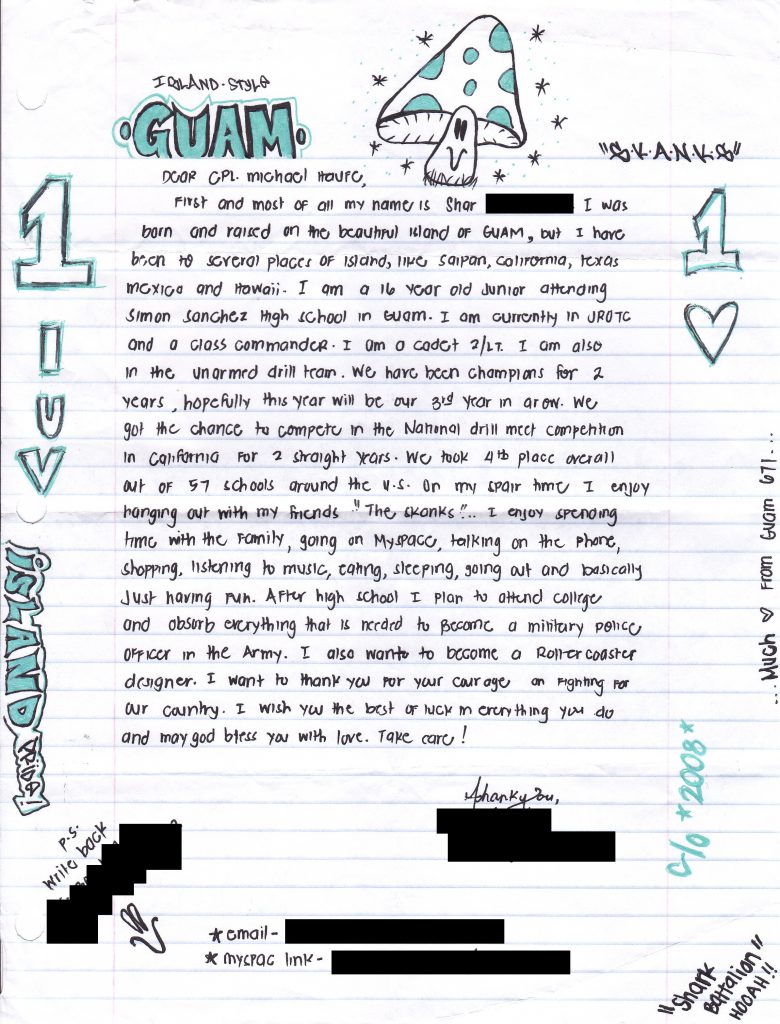 ISLAND · STYLE
· GUAM ·
"S.K.A.N.K.S"
Dear CPL. Michael Haure,
First and most of all my name is Shar I was
born and raised on the beautiful island of GUAM, but I have
been to several places of island, like Saipan, California, Texas
Mexico and Hawaii. I am a 16 year old Junior attending
Simon Sanchez High school in Guam. I am currently in JROTC
and a class commander. I am a cadet 2/LT. I am also
in the unarmed drill team. We have been champions for 2
years, hopefully this year will be our 3rd year in arow. We
got the chance to compete in the National drill meet competition
in California for 2 straight years. We took 4th place overall
out of 57 schools around the U.S. On my spair time I enjoy
hanging out with my friends "The skanks".. I enjoy spending
time with the family, going on Myspace, talking on the phone,
shopping, listening to music, eating, sleeping, going out and basically
Just having fun. After high school I plan to attend college
and absorb everything that is needed to become a military police
officer in the Army. I also want to become a Rollercoaster
designer. I want to thank you for your courage on fighting for
our country. I wish you the best of luck in everything you do
and may god bless you with love. Take care!
Thank You,
P.S.
write back
* email -
* myspac link -
1
I
U
V
ISLAND PRIDE!
1
♡
... Much ♡ From Guam 671...
c/o *2008*
"Shark
Battalion"
HOOAH!!